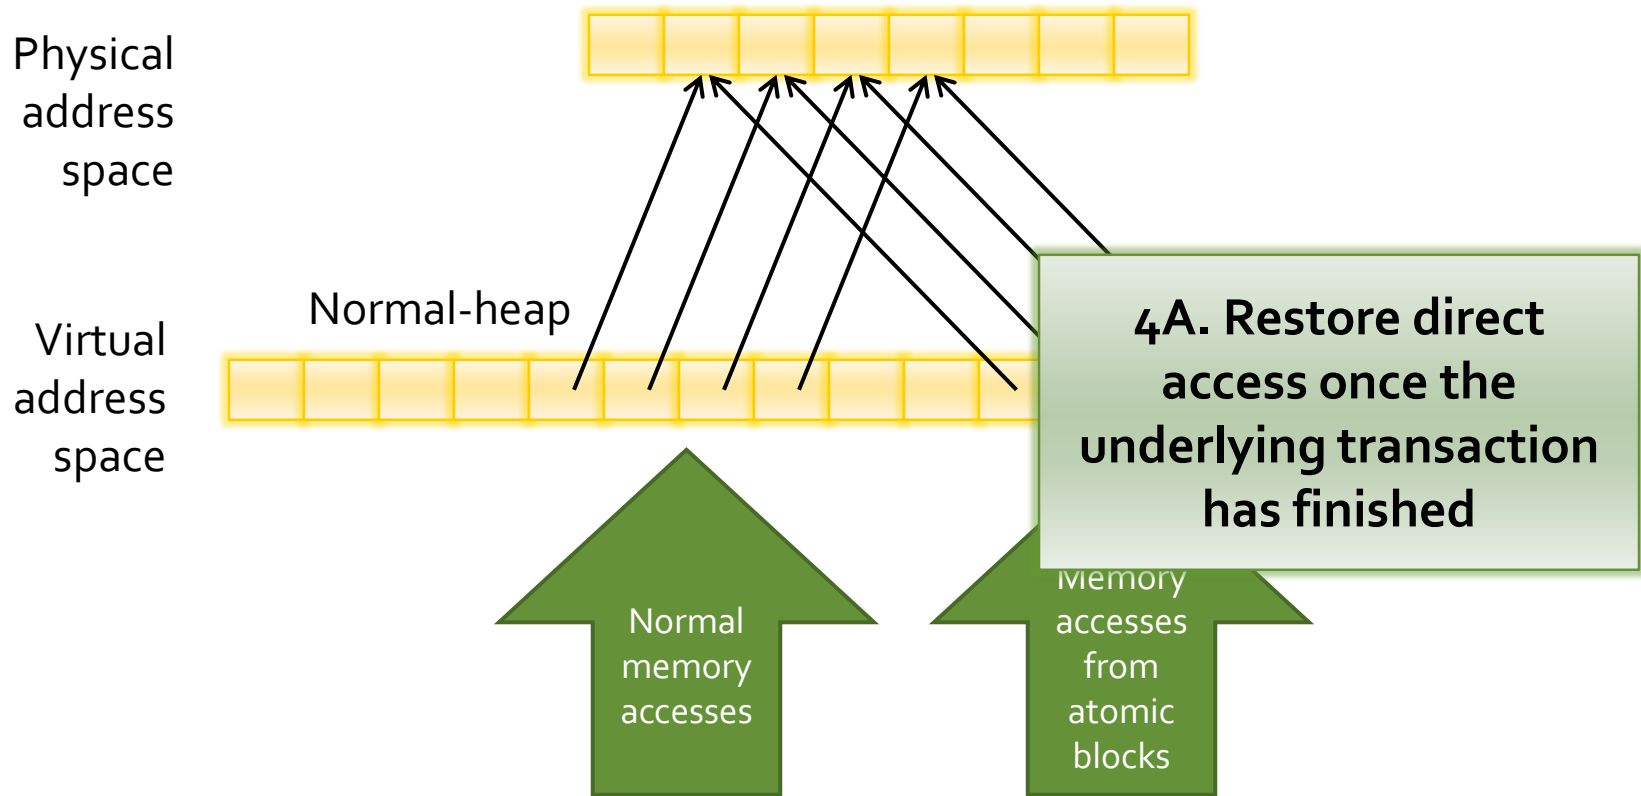 Physical
address
space
Normal-heap
Virtual
address
space
4A. Restore direct
access once the
underlying transaction
has finished
Normal
memory
accesses
Memory
accesses
from
atomic
blocks